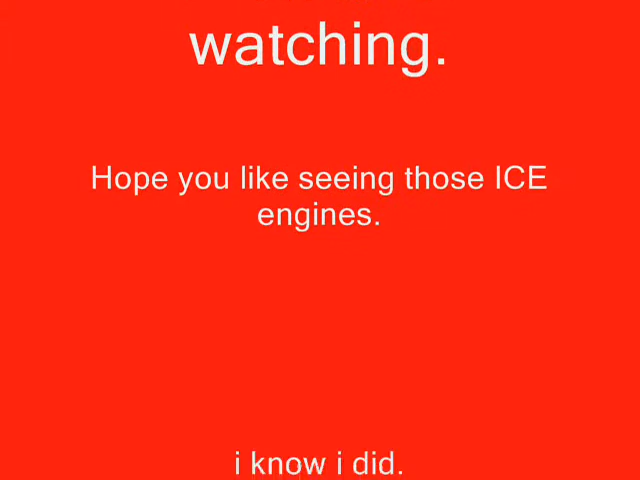 watching.
Hope you like seeing those ICE
engines.
i know i did.